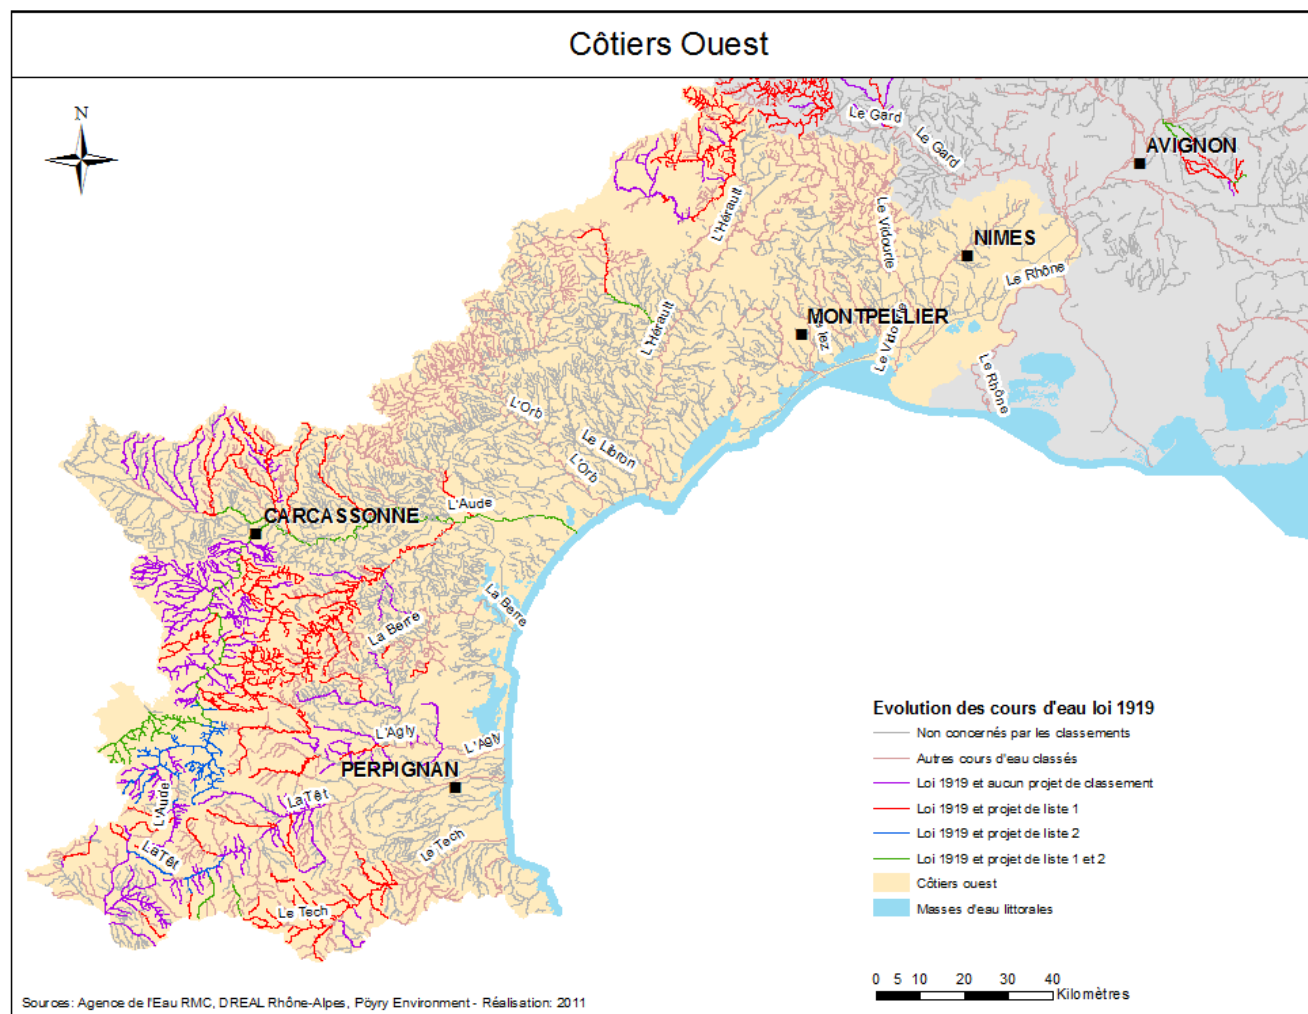 Côtiers Ouest
N
Le Gard
Le Gard
AVIGNON
L'Hérault
Le Vidourle
NIMES
Le Rhône
L'Hérault
MONTPELLIER
lez
Le Rhône
L'Orb
Le Libron
L'Orb
L'Aude
CARCASSONNE
La Berre
La Berre
L'Agly
L'Agly
PERPIGNAN
L'Aude
La Têt
La Têt
Le Tech
Le Tech
Evolution des cours d'eau loi 1919
Non concernés par les classements
Autres cours d'eau classés
Loi 1919 et aucun projet de classement
Loi 1919 et projet de liste 1
Loi 1919 et projet de liste 2
Loi 1919 et projet de liste 1 et 2
Côtiers ouest
Masses d'eau littorales
0 5 10 20 30 40
Kilomètres
Sources: Agence de l'Eau RMC, DREAL Rhône-Alpes, Pöyry Environment - Réalisation: 2011